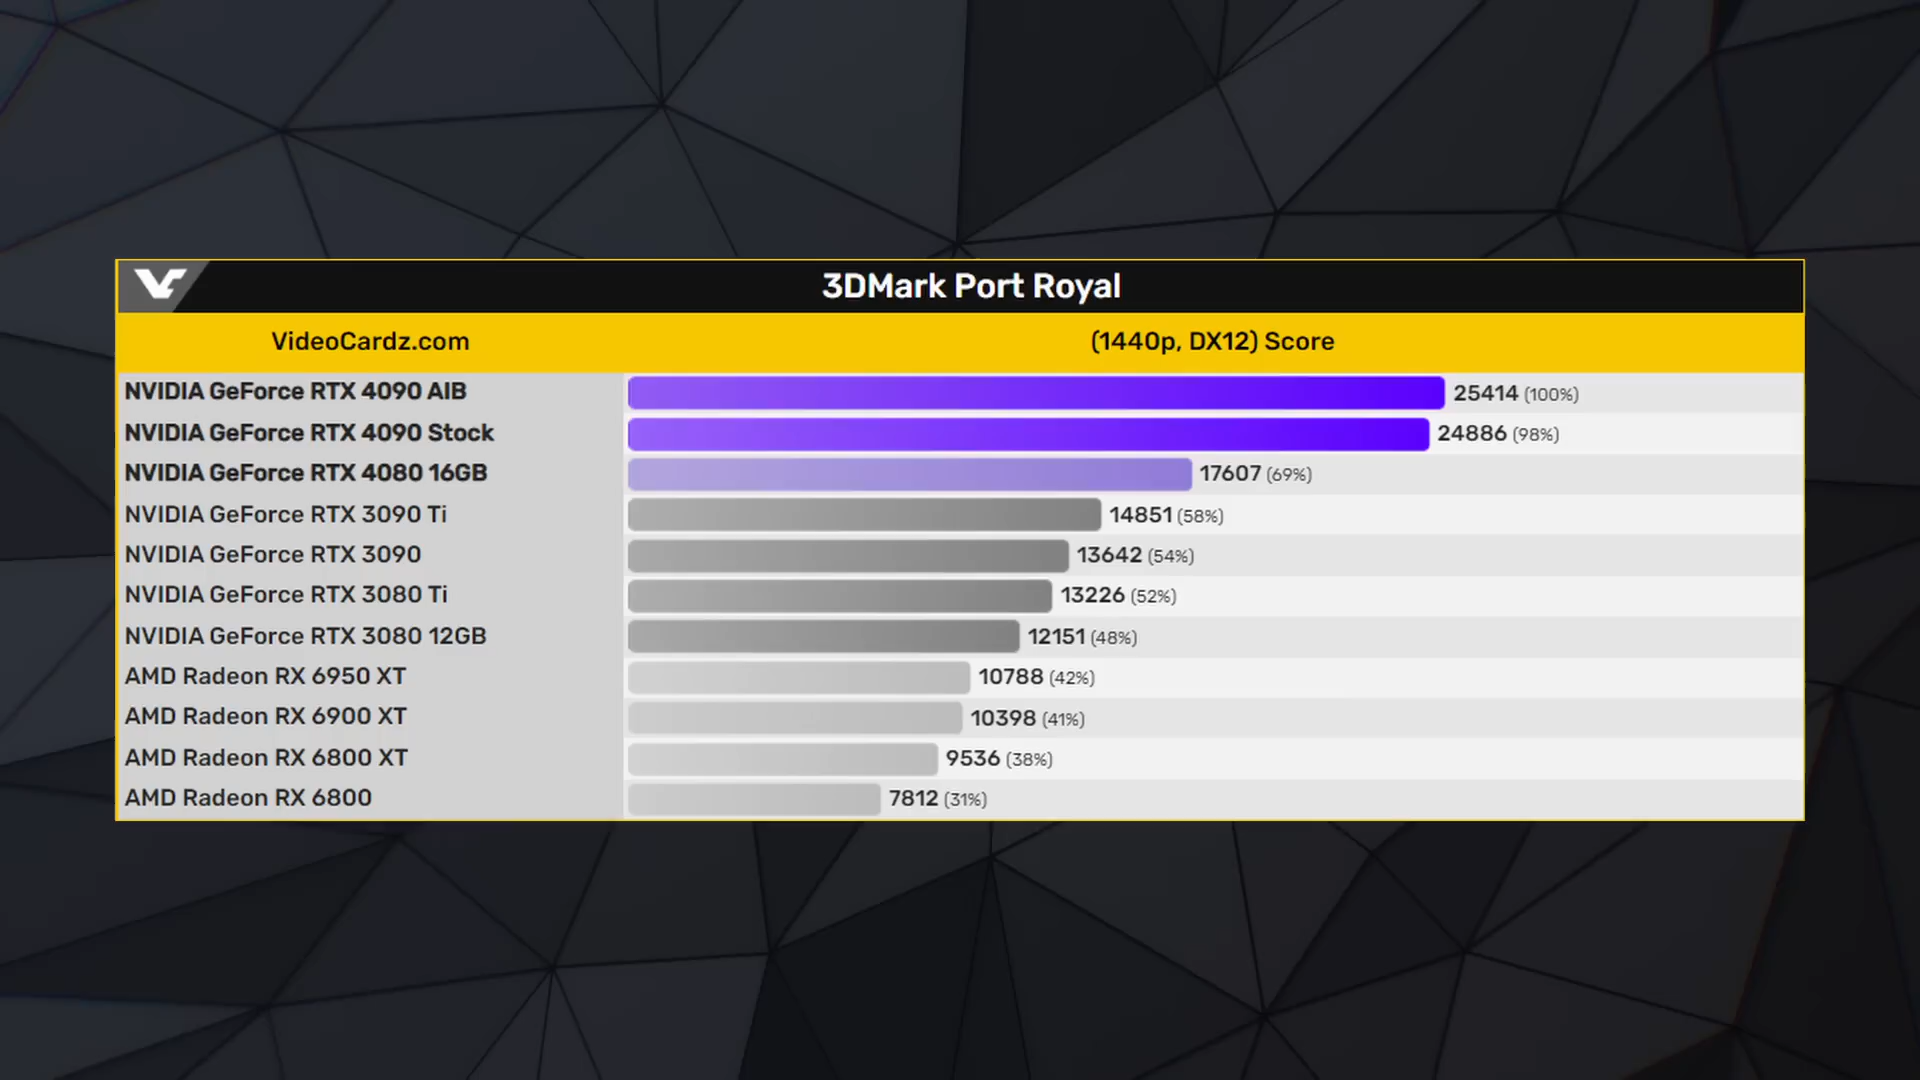 3DMark Port Royal
VideoCardz.com (1440p, DX12) Score
NVIDIA GeForce RTX 4090 AIB 25414 (100%)
NVIDIA GeForce RTX 4090 Stock 24886 (98%)
NVIDIA GeForce RTX 4080 16GB 17607 (69%)
NVIDIA GeForce RTX 3090 Ti 14851 (58%)
NVIDIA GeForce RTX 3090 13642 (54%)
NVIDIA GeForce RTX 3080 Ti 13226 (52%)
NVIDIA GeForce RTX 3080 12GB 12151 (48%)
AMD Radeon RX 6950 XT 10788 (42%)
AMD Radeon RX 6900 XT 10398 (41%)
AMD Radeon RX 6800 XT 9536 (38%)
AMD Radeon RX 6800 7812 (31%)